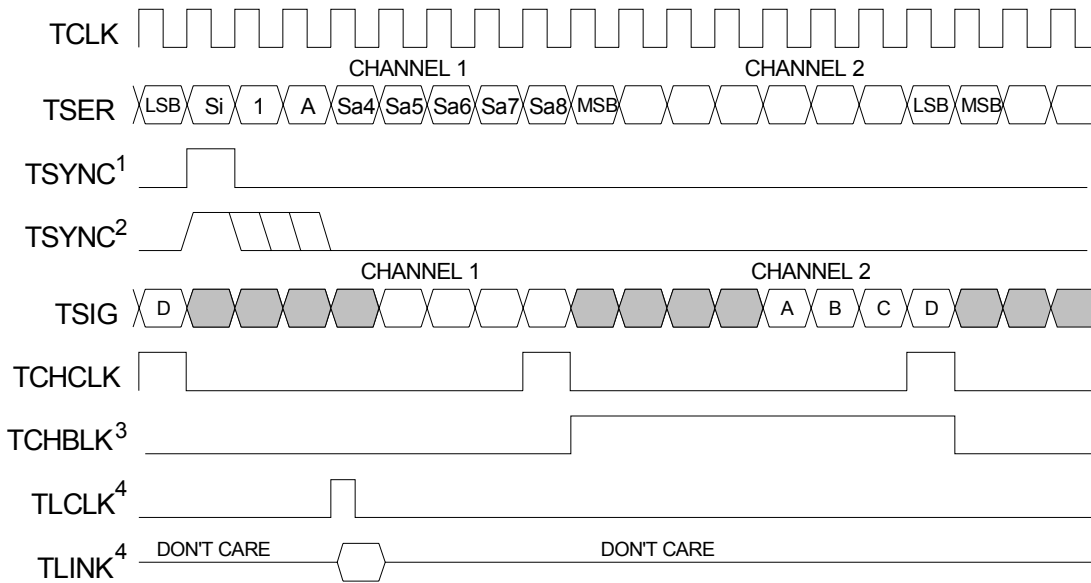 TCLK
CHANNEL 1 CHANNEL 2
TSER LSB Si 1 A Sa4 Sa5 Sa6 Sa7 Sa8 MSB LSB MSB
TSYNC1
TSYNC2
CHANNEL 1 CHANNEL 2
TSIG D A B C D
TCHCLK
TCHBLK3
TLCLK4
DON'T CARE DON'T CARE
TLINK4